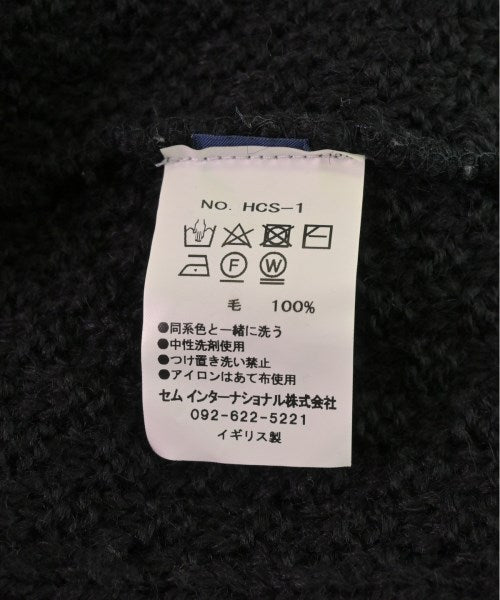 NO. HCS-1
F W
毛 100%
●同系色と一緒に洗う
●中性洗剤使用
●つけ置き洗い禁止
●アイロンはあて布使用
セム インターナショナル株式会社
092-622-5221
イギリス製